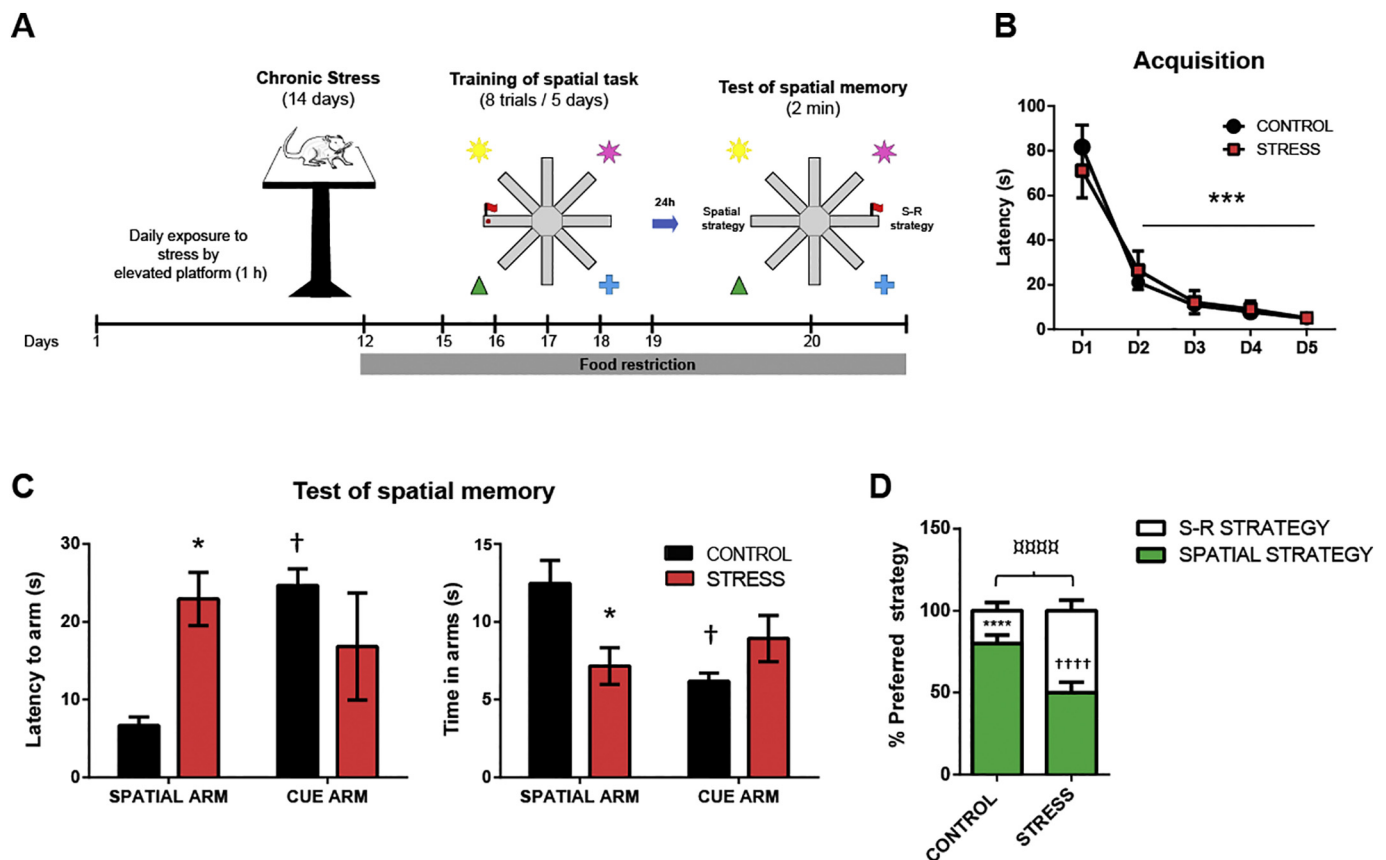 A
Chronic Stress
(14 days)
Training of spatial task
(8 trials / 5 days)
Test of spatial memory
(2 min)
Daily exposure to
stress by
elevated platform (1 h)
24h
Spatial
strategy
S-R
strategy
Days
1
12
15
16
17
18
19
20
Food restriction
B
Acquisition
Latency (s)
100
80
60
40
20
0
CONTROL
STRESS
***
D1
D2
D3
D4
D5
C
Test of spatial memory
Latency to arm (s)
30
20
10
0
*
†
SPATIAL ARM
CUE ARM
Time in arms (s)
15
10
5
0
CONTROL
STRESS
*
†
SPATIAL ARM
CUE ARM
D
% Preferred strategy
150
100
50
0
¤¤¤¤
****
††††
CONTROL
STRESS
S-R STRATEGY
SPATIAL STRATEGY